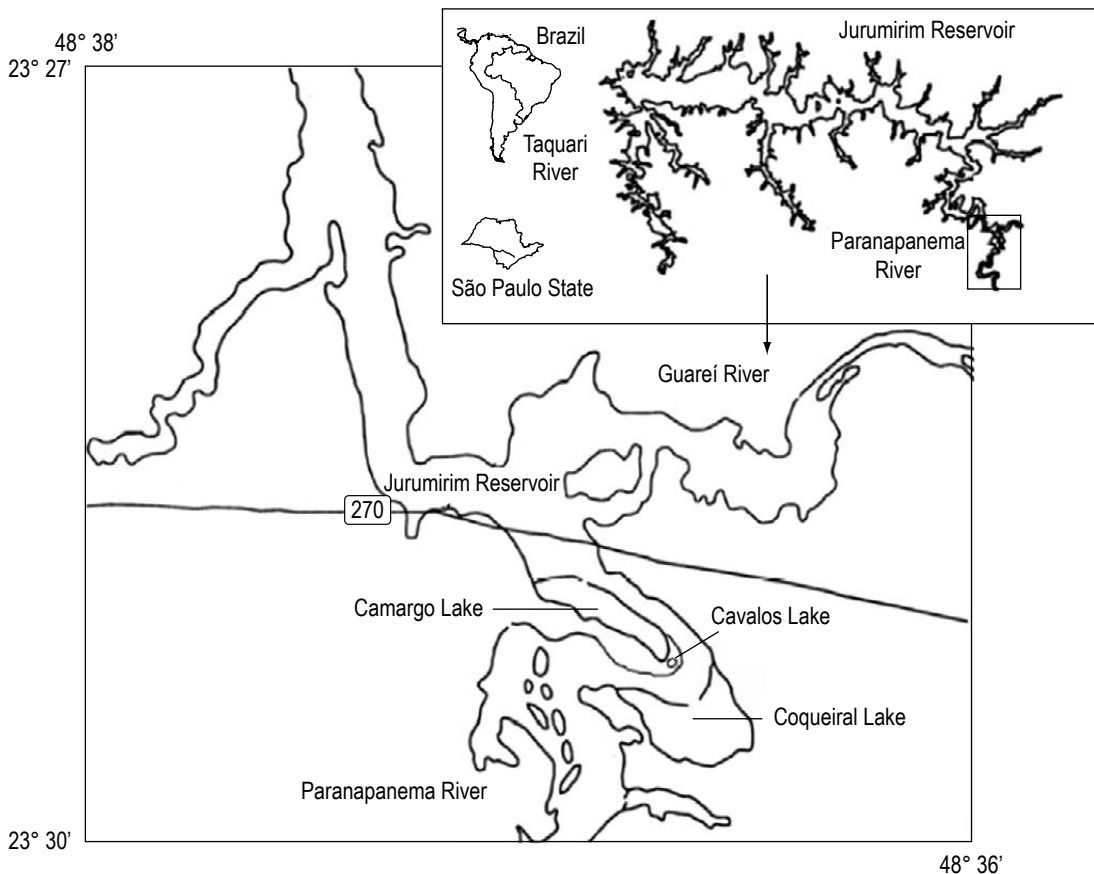 48° 38’
23° 27’
Brazil
Taquari
River
São Paulo State
Jurumirim Reservoir
Paranapanema
River
Guareí River
Jurumirim Reservoir
270
Camargo Lake
Cavalos Lake
Coqueiral Lake
Paranapanema River
23° 30’
48° 36’